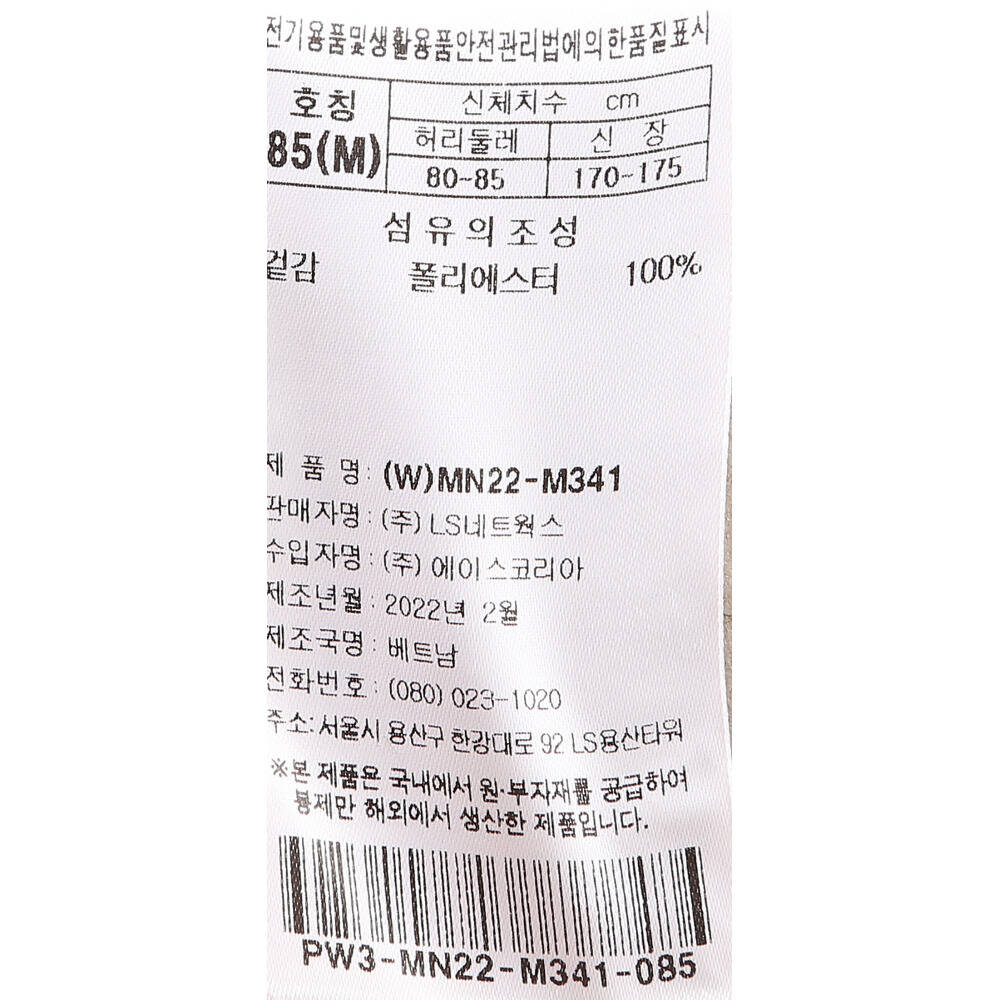 전기용품및생활용품안전관리법에의한품질표시
호칭 신체치수 cm
허리둘레 신 장
85(M) 80-85 170-175
섬유의조성
겉감 폴리에스터 100%
제 품 명: (W)MN22-M341
판매자명: (주) LS네트웍스
수입자명: (주) 에이스코리아
제조년월: 2022년 2월
제조국명: 베트남
전화번호: (080) 023-1020
주소: 서울시 용산구 한강대로 92 LS용산타워
※본 제품은 국내에서 원·부자재를 공급하여
봉제만 해외에서 생산한 제품입니다.
PW3-MN22-M341-085